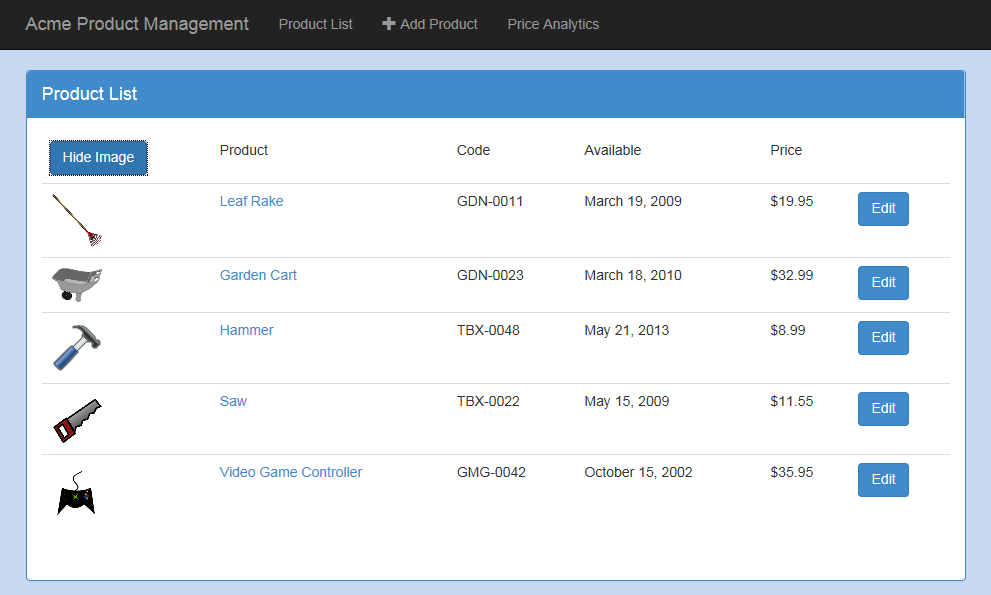 Acme Product Management Product List Add Product Price Analytics
Product List
Hide Image Product Code Available Price
Leaf Rake GDN-0011 March 19, 2009 $19.95 Edit
Garden Cart GDN-0023 March 18, 2010 $32.99 Edit
Hammer TBX-0048 May 21, 2013 $8.99 Edit
Saw TBX-0022 May 15, 2009 $11.55 Edit
Video Game Controller GMG-0042 October 15, 2002 $35.95 Edit